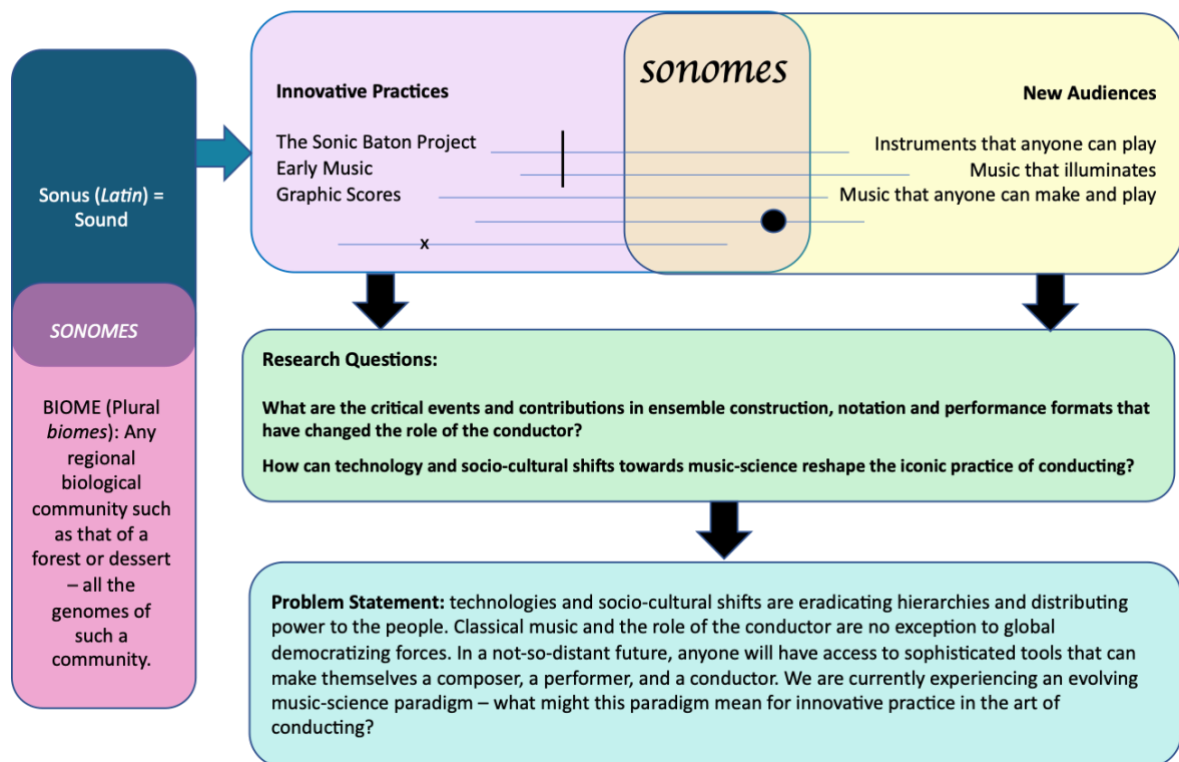 Sonus (Latin) =
Sound
SONOMES
BIOME (Plural
biomes): Any
regional
biological
community such
as that of a
forest or dessert
– all the
genomes of
such a
community.
Innovative Practices
The Sonic Baton Project
Early Music
Graphic Scores
x
sonomes
New Audiences
Instruments that anyone can play
Music that illuminates
Music that anyone can make and play
Research Questions:
What are the critical events and contributions in ensemble construction, notation and performance formats that
have changed the role of the conductor?
How can technology and socio-cultural shifts towards music-science reshape the iconic practice of conducting?
Problem Statement: technologies and socio-cultural shifts are eradicating hierarchies and distributing
power to the people. Classical music and the role of the conductor are no exception to global
democratizing forces. In a not-so-distant future, anyone will have access to sophisticated tools that can
make themselves a composer, a performer, and a conductor. We are currently experiencing an evolving
music-science paradigm – what might this paradigm mean for innovative practice in the art of
conducting?